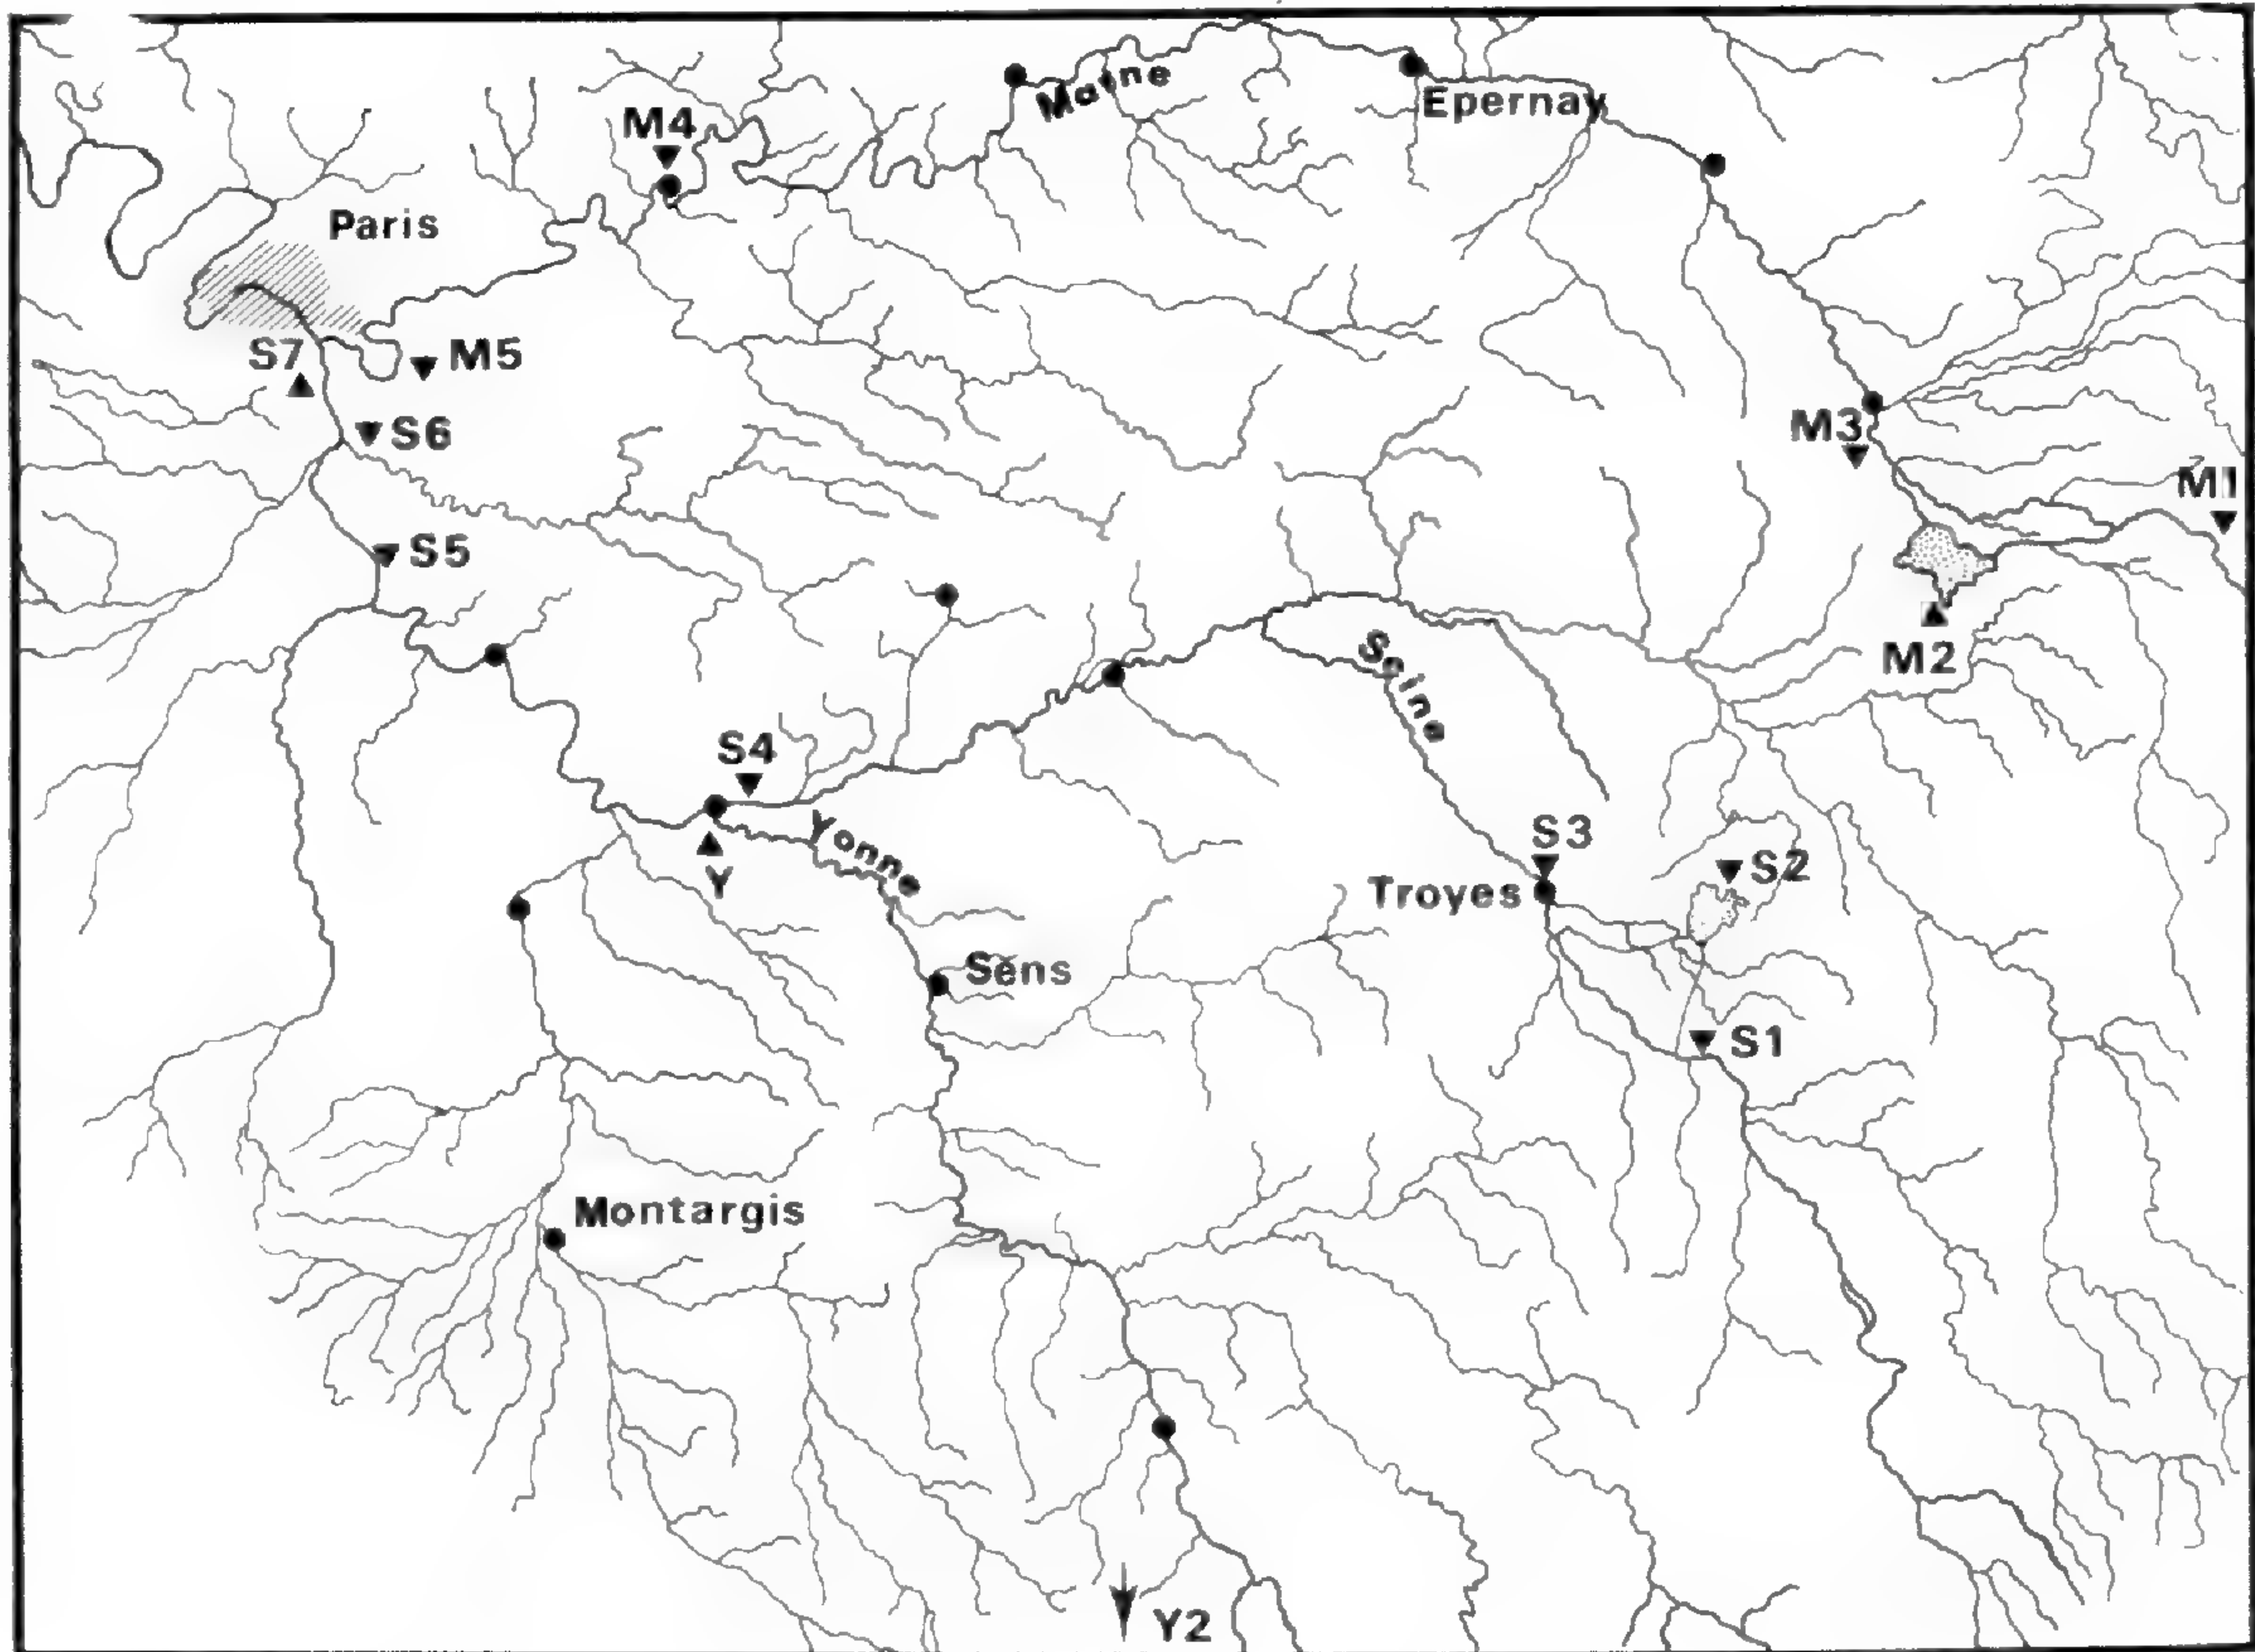 Marne
Epernay
M4
Paris
S7
M5
S6
M3
M1
S5
M2
Seine
S4
Yonne
Y
S3
Troyes
S2
Sens
S1
Montargis
Y2